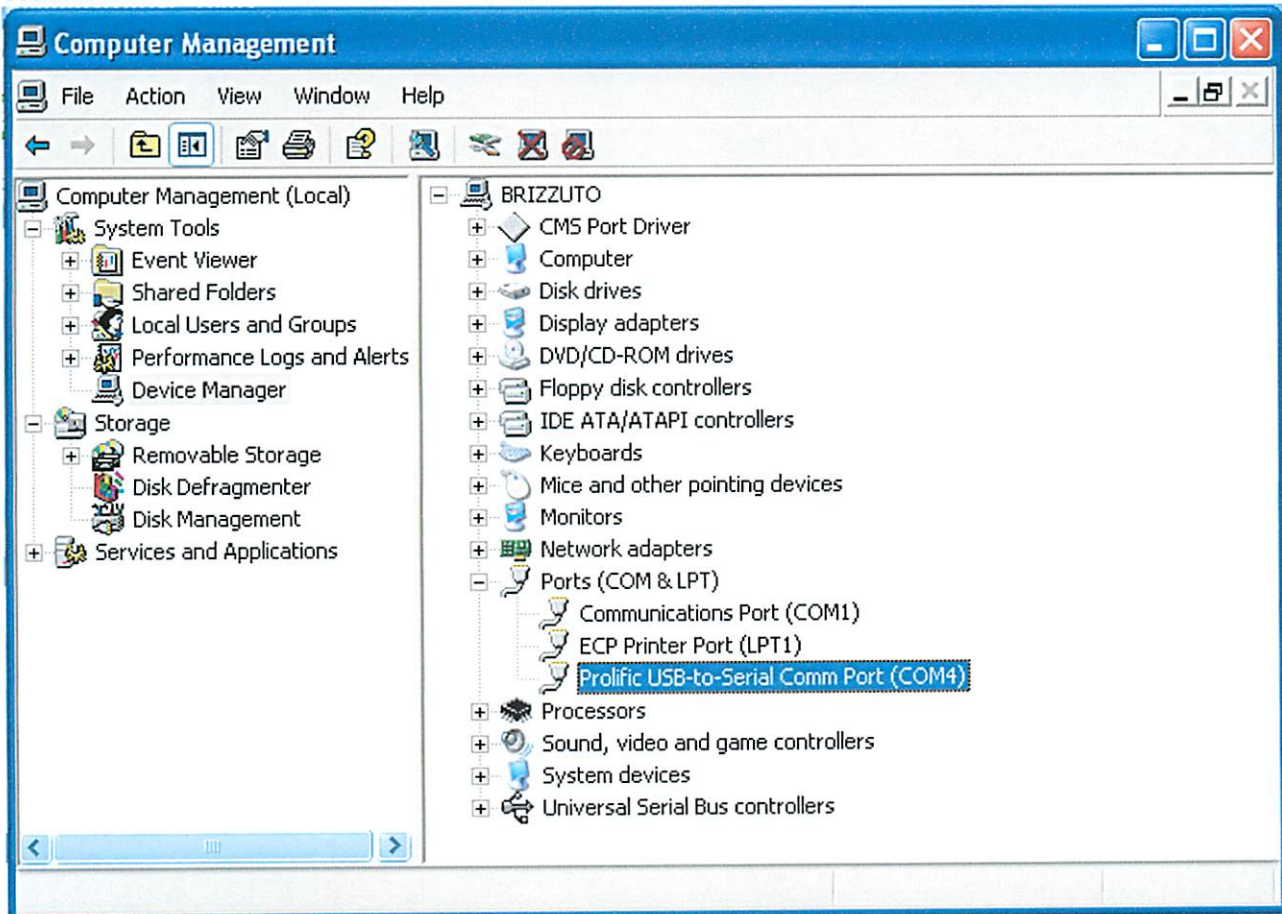 Computer Management
File Action View Window Help
Computer Management (Local)
System Tools
Event Viewer
Shared Folders
Local Users and Groups
Performance Logs and Alerts
Device Manager
Storage
Removable Storage
Disk Defragmenter
Disk Management
Services and Applications
BRIZZUTO
CMS Port Driver
Computer
Disk drives
Display adapters
DVD/CD-ROM drives
Floppy disk controllers
IDE ATA/ATAPI controllers
Keyboards
Mice and other pointing devices
Monitors
Network adapters
Ports (COM & LPT)
Communications Port (COM1)
ECP Printer Port (LPT1)
Prolific USB-to-Serial Comm Port (COM4)
Processors
Sound, video and game controllers
System devices
Universal Serial Bus controllers